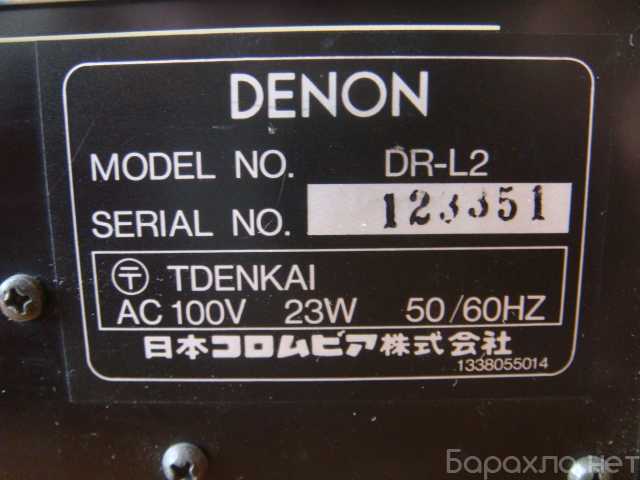 DENON
MODEL NO. DR-L2
SERIAL NO. 123351
〶 TDENKAI
AC 100V 23W 50/60HZ
日本コロムビア株式会社
1338055014
Барахло.нет